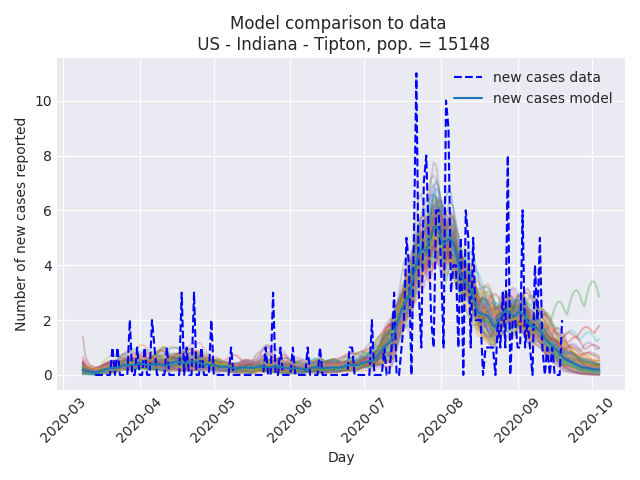 Model comparison to data
US - Indiana - Tipton, pop. = 15148
new cases data
new cases model
Number of new cases reported
10
8
6
4
2
0
2020-03
2020-04
2020-05
2020-06
2020-07
2020-08
2020-09
2020-10
Day